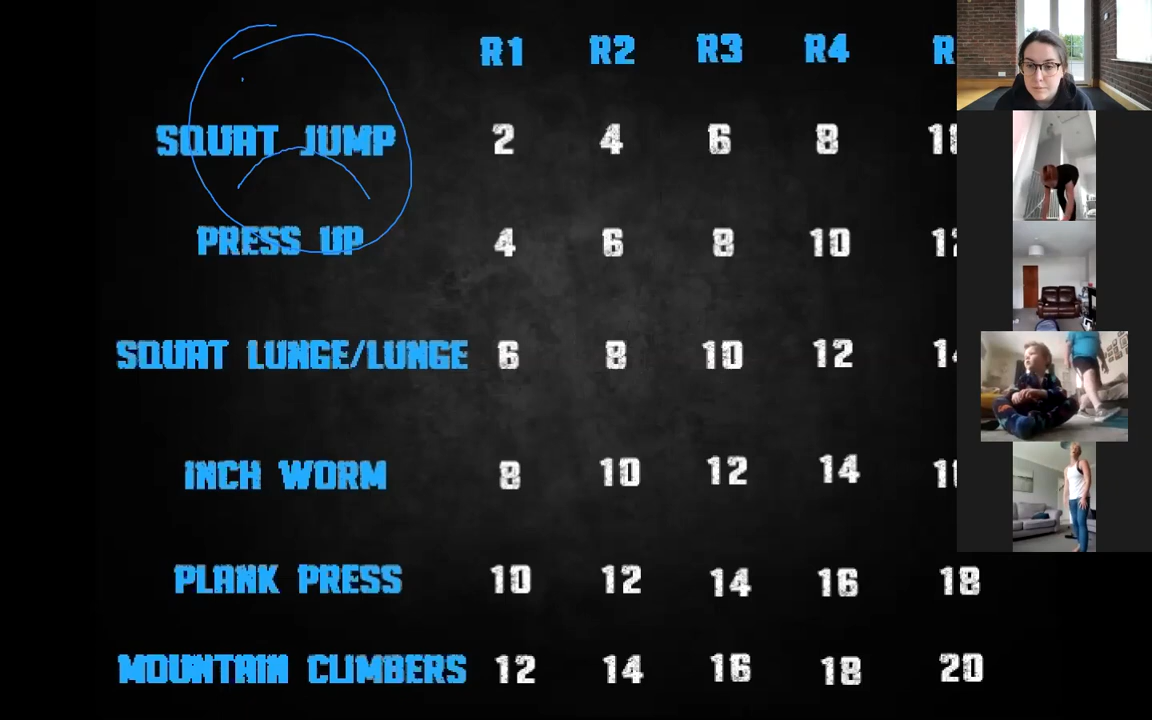 R1 R2 R3 R4 R
SQUAT JUMP 2 4 6 8
PRESS UP 4 6 8 10
SQUAT LUNGE/LUNGE 6 8 10 12
INCH WORM 8 10 12 14
PLANK PRESS 10 12 14 16 18
MOUNTAIN CLIMBERS 12 14 16 18 20